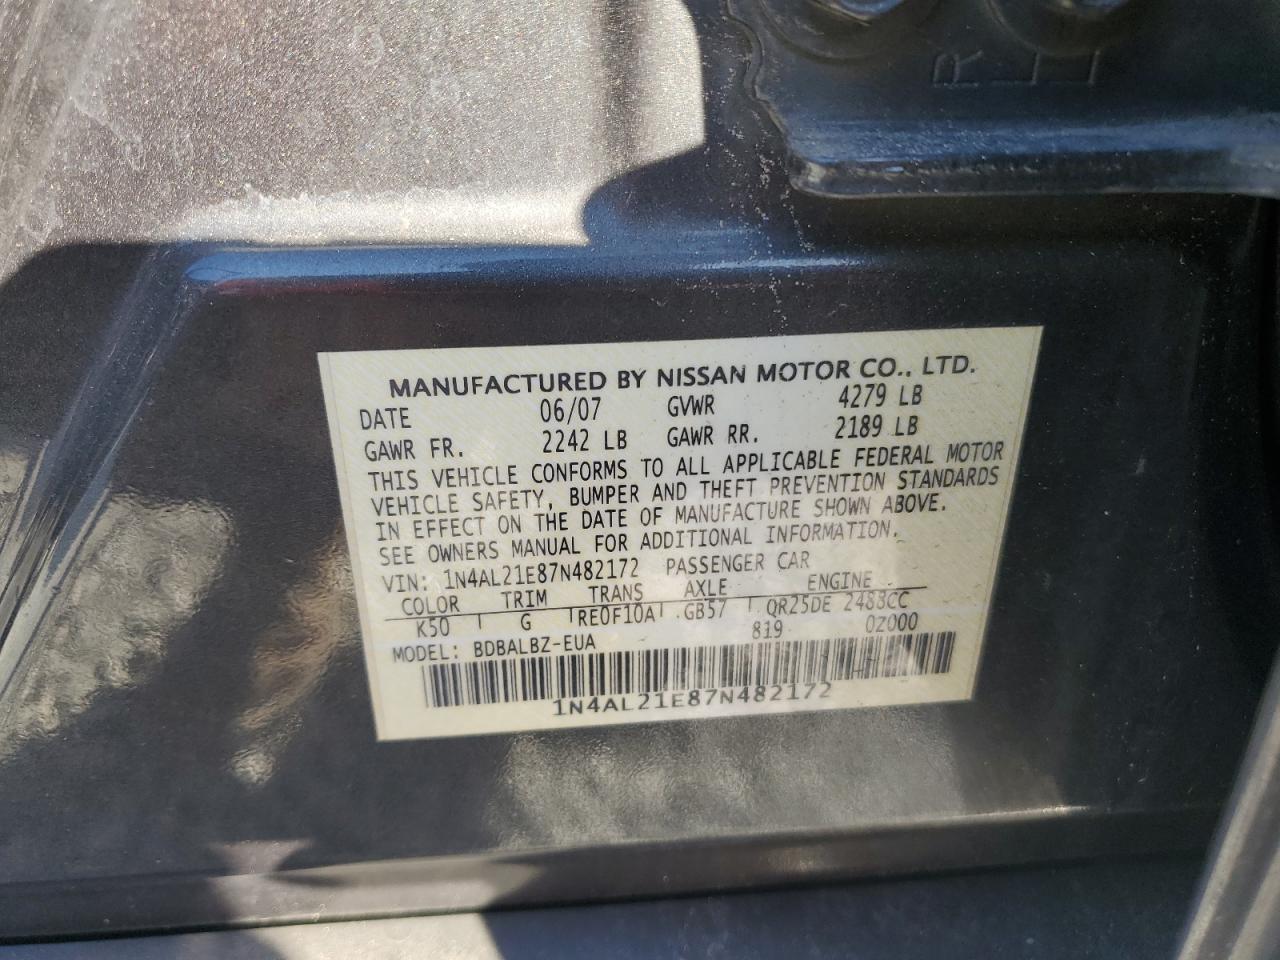 R L L
MANUFACTURED BY NISSAN MOTOR CO., LTD.
DATE 06/07 GVWR 4279 LB
GAWR FR. 2242 LB GAWR RR. 2189 LB
THIS VEHICLE CONFORMS TO ALL APPLICABLE FEDERAL MOTOR
VEHICLE SAFETY, BUMPER AND THEFT PREVENTION STANDARDS
IN EFFECT ON THE DATE OF MANUFACTURE SHOWN ABOVE.
SEE OWNERS MANUAL FOR ADDITIONAL INFORMATION.
VIN: 1N4AL21E87N482172 PASSENGER CAR
COLOR TRIM TRANS AXLE ENGINE
K50 G RE0F10A GB57 QR25DE 2488CC
MODEL: BDBALBZ-EUA 819 0Z000
1N4AL21E87N482172